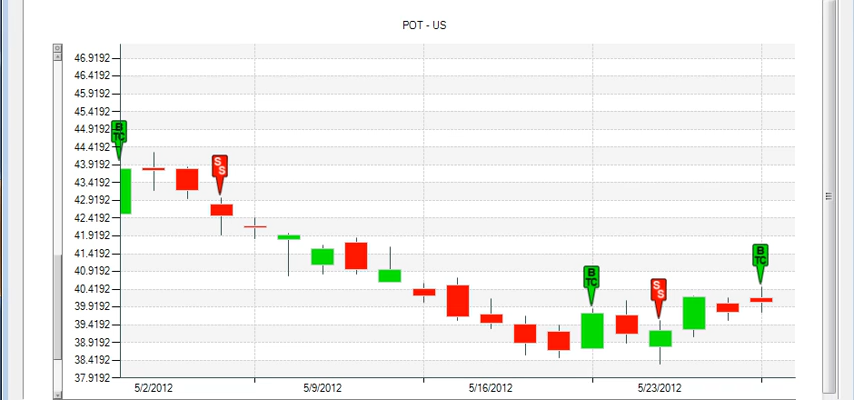 POT - US
46.9192
46.4192
45.9192
45.4192
44.9192
44.4192
43.9192
43.4192
42.9192
42.4192
41.9192
41.4192
40.9192
40.4192
39.9192
39.4192
38.9192
38.4192
37.9192
B
TC
S
S
B
TC
S
S
B
TC
5/2/2012 5/9/2012 5/16/2012 5/23/2012